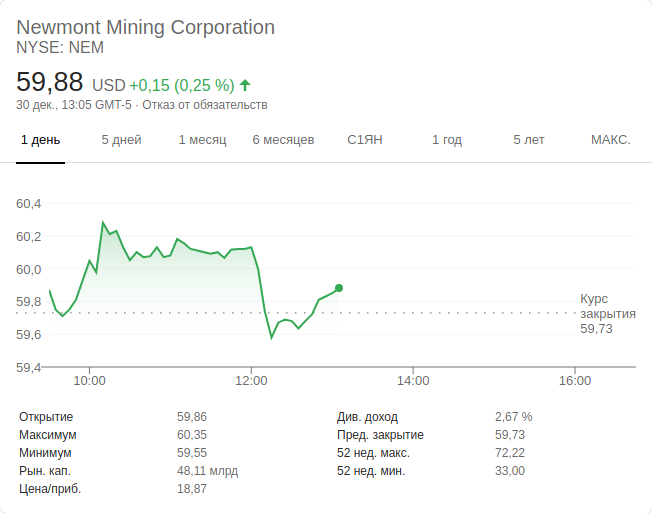 Newmont Mining Corporation
NYSE: NEM
59,88 USD +0,15 (0,25 %)
30 дек., 13:05 GMT-5 · Отказ от обязательств
1 день 5 дней 1 месяц 6 месяцев С1ЯН 1 год 5 лет МАКС.
60,4
60,2
60,0
59,8
59,6
59,4
Курс
закрытия
59,73
10:00 12:00 14:00 16:00
Открытие 59,86 Див. доход 2,67 %
Максимум 60,35 Пред. закрытие 59,73
Минимум 59,55 52 нед. макс. 72,22
Рын. кап. 48,11 млрд 52 нед. мин. 33,00
Цена/приб. 18,87